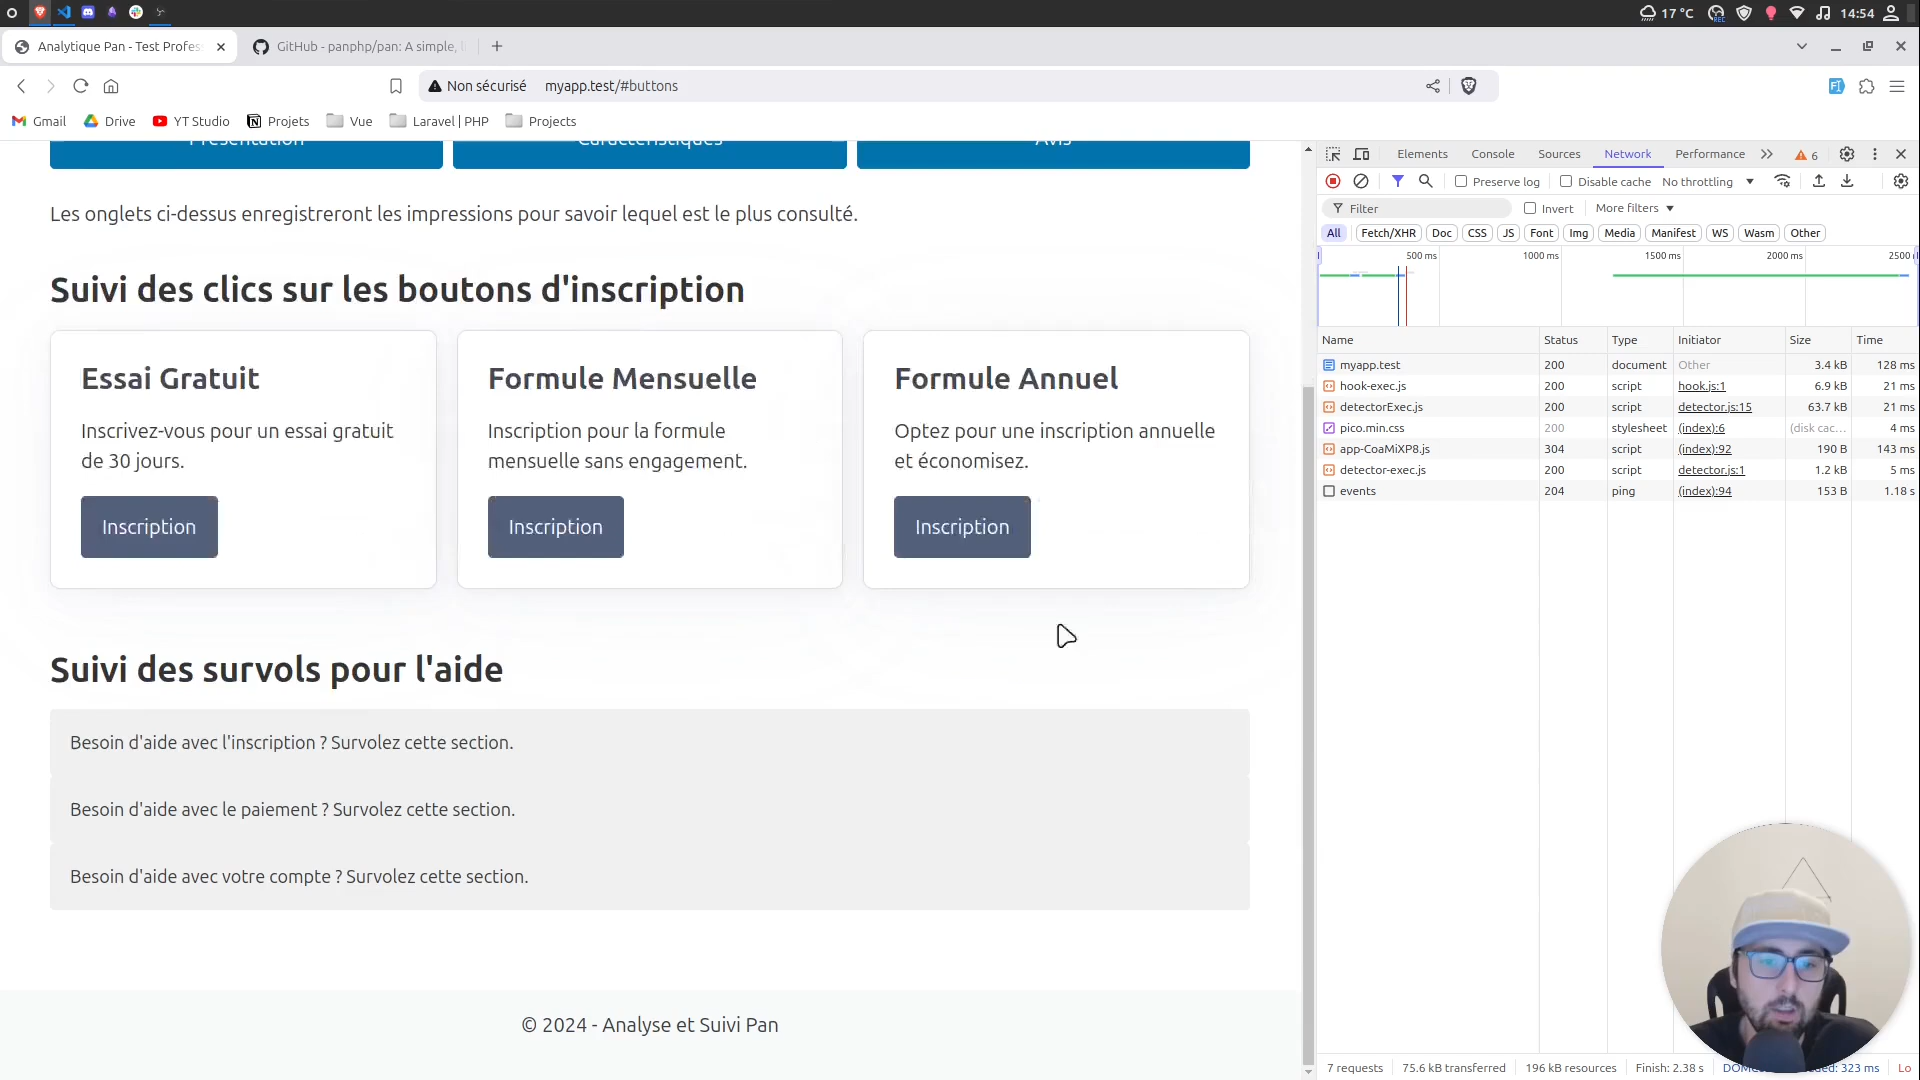 17 °C REC 14:54
Analytique Pan - Test Profes
GitHub - panphp/pan: A simple,
Non sécurisé myapp.test/#buttons
Gmail Drive YT Studio Projets Vue Laravel | PHP Projects
Présentation Caractéristiques Avis
Les onglets ci-dessus enregistreront les impressions pour savoir lequel est le plus consulté.
Suivi des clics sur les boutons d'inscription
Essai Gratuit
Inscrivez-vous pour un essai gratuit
de 30 jours.
Inscription
Formule Mensuelle
Inscription pour la formule
mensuelle sans engagement.
Inscription
Formule Annuel
Optez pour une inscription annuelle
et économisez.
Inscription
Suivi des survols pour l'aide
Besoin d'aide avec l'inscription ? Survolez cette section.
Besoin d'aide avec le paiement ? Survolez cette section.
Besoin d'aide avec votre compte ? Survolez cette section.
© 2024 - Analyse et Suivi Pan
Elements Console Sources Network Performance 6
Preserve log Disable cache No throttling
Filter Invert More filters
All Fetch/XHR Doc CSS JS Font Img Media Manifest WS Wasm Other
500 ms 1000 ms 1500 ms 2000 ms 2500
Name Status Type Initiator Size Time
myapp.test 200 document Other 3.4 kB 128 ms
hook-exec.js 200 script hook.js:1 6.9 kB 21 ms
detectorExec.js 200 script detector.js:15 63.7 kB 21 ms
pico.min.css 200 stylesheet (index):6 (disk cac... 4 ms
app-CoaMiXP8.js 304 script (index):92 190 B 143 ms
detector-exec.js 200 script detector.js:1 1.2 kB 5 ms
events 204 ping (index):94 153 B 1.18 s
7 requests 75.6 kB transferred 196 kB resources Finish: 2.38 s 323 ms Lo